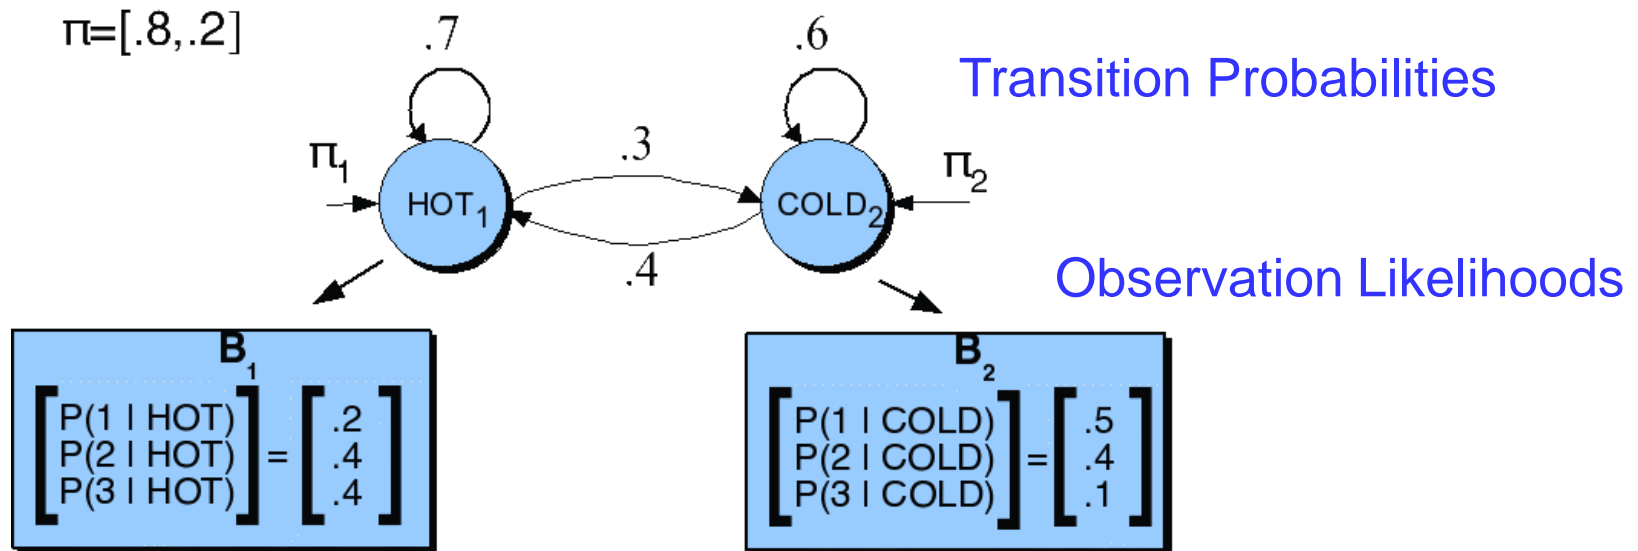 π=[.8,.2]
.7
.6
Transition Probabilities
π1
.3
π2
HOT1
COLD2
.4
Observation Likelihoods
B1
P(1 | HOT)
P(2 | HOT)
P(3 | HOT)
=
.2
.4
.4
B2
P(1 | COLD)
P(2 | COLD)
P(3 | COLD)
=
.5
.4
.1